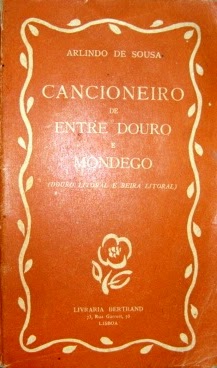 ARLINDO DE SOUSA
CANCIONEIRO
DE
ENTRE DOURO
E
MONDEGO
(DOURO LITORAL E BEIRA LITORAL)
LIVRARIA BERTRAND
73, Rua Garrett, 75
LISBOA